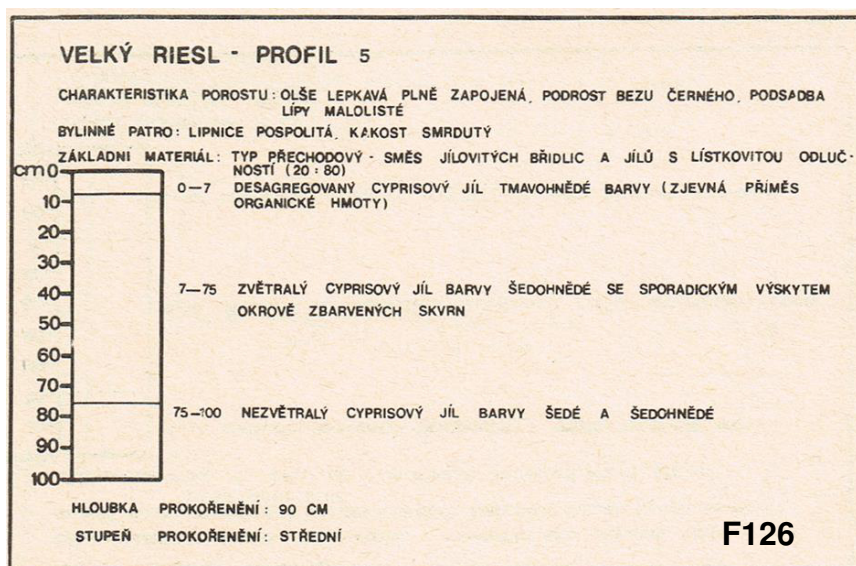 VELKÝ RIESL - PROFIL 5
CHARAKTERISTIKA POROSTU: OLŠE LEPKAVÁ PLNĚ ZAPOJENÁ, PODROST BEZU ČERNÉHO, PODSADBA
LÍPY MALOLISTÉ
BYLINNÉ PATRO: LIPNICE POSPOLITÁ, KAKOST SMRDUTÝ
ZÁKLADNÍ MATERIÁL: TYP PŘECHODOVÝ - SMĚS JÍLOVITÝCH BŘIDLIC A JÍLŮ S LÍSTKOVITOU ODLUČ-
NOSTÍ (20:80)
cm 0
0—7 DESAGREGOVANÝ CYPRISOVÝ JÍL TMAVOHNĚDÉ BARVY (ZJEVNÁ PŘÍMĚS
ORGANICKÉ HMOTY)
10
20
30
7—75 ZVĚTRALÝ CYPRISOVÝ JÍL BARVY ŠEDOHNĚDÉ SE SPORADICKÝM VÝSKYTEM
40
OKROVĚ ZBARVENÝCH SKVRN
50
60
70
75—100 NEZVĚTRALÝ CYPRISOVÝ JÍL BARVY ŠEDÉ A ŠEDOHNĚDÉ
80
90
100
HLOUBKA PROKOŘENĚNÍ: 90 CM
STUPEŇ PROKOŘENĚNÍ: STŘEDNÍ
F126